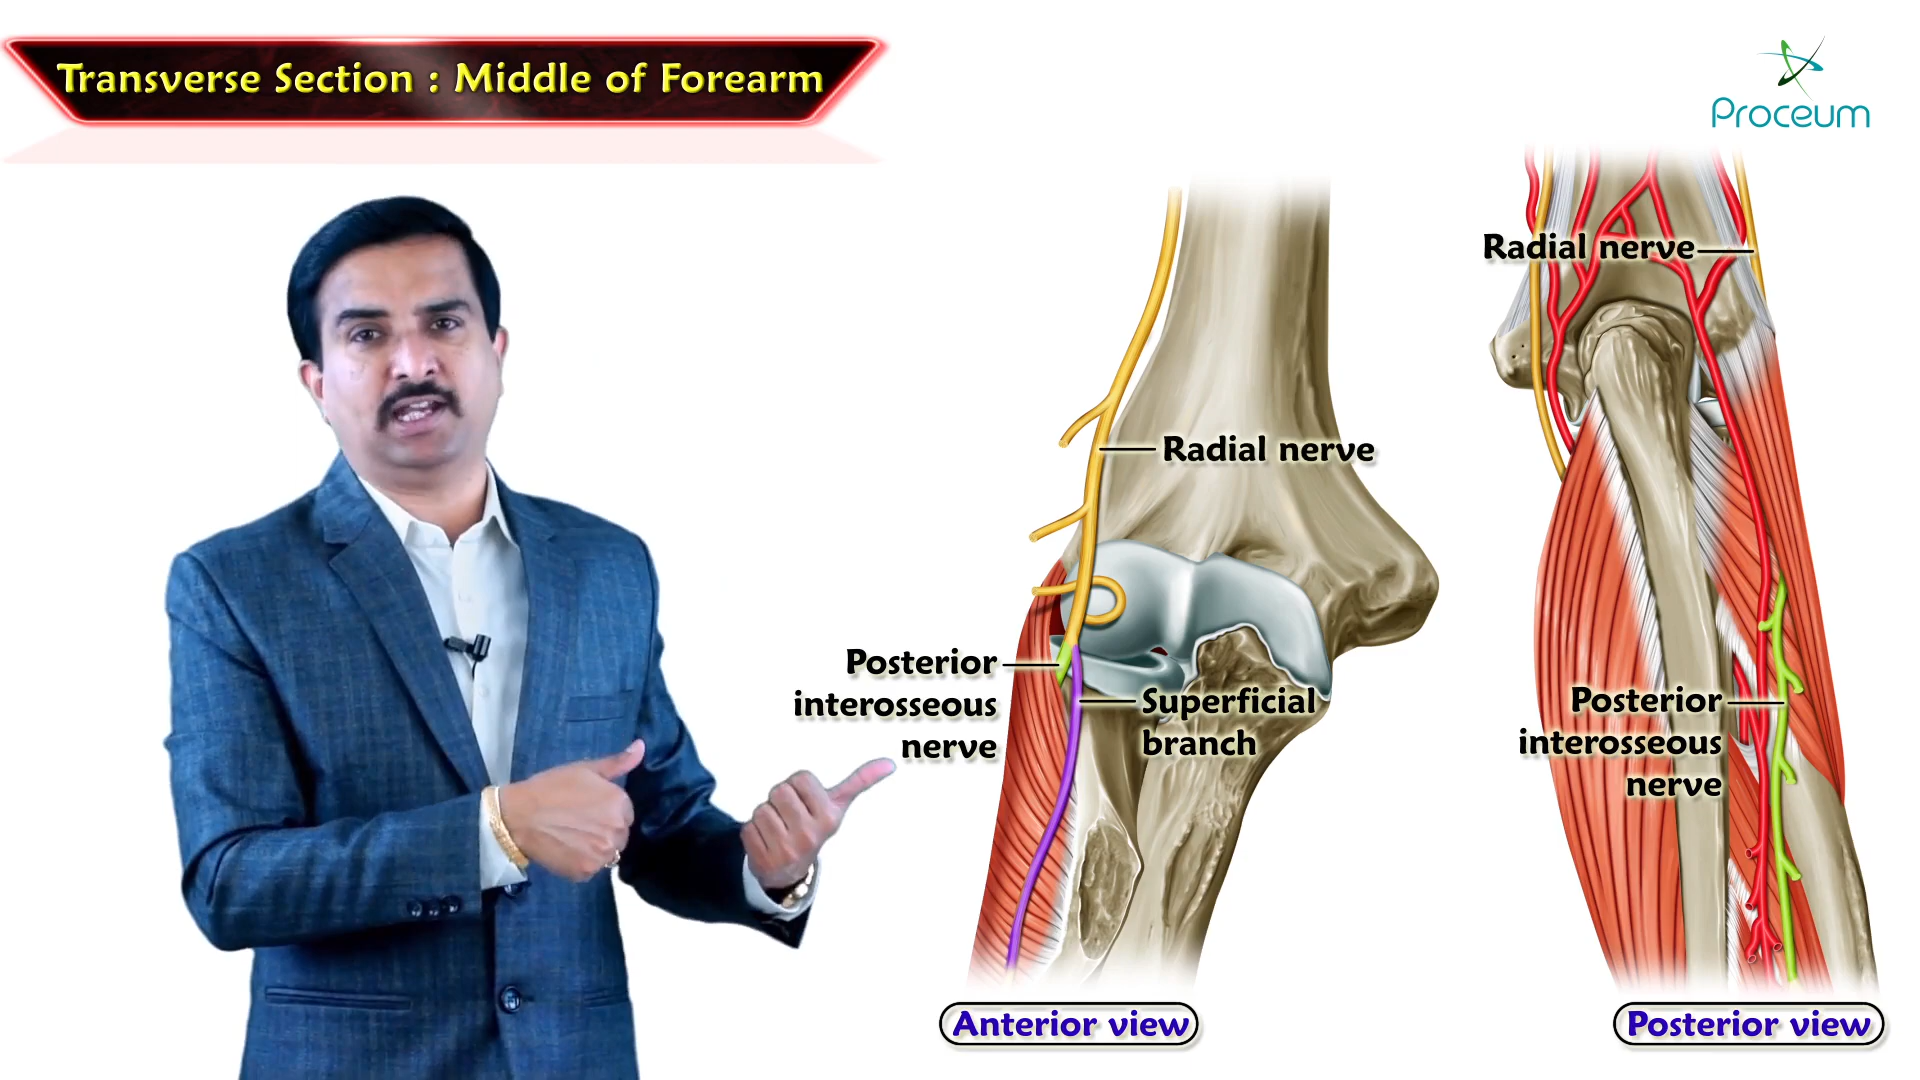 Transverse Section : Middle of Forearm
Proceum
Radial nerve
Radial nerve
Posterior
interosseous
nerve
Superficial
branch
Posterior
interosseous
nerve
Anterior view
Posterior view